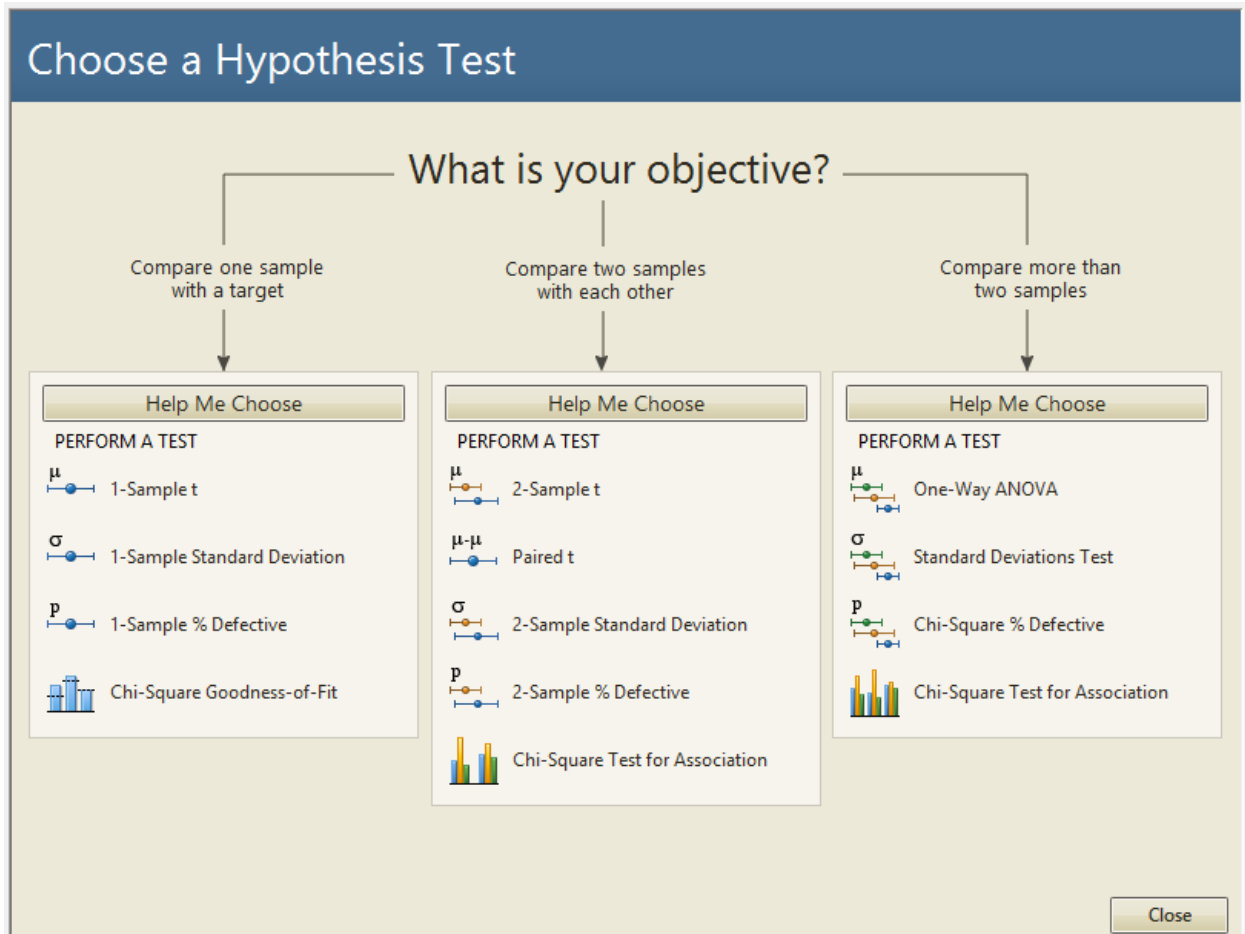 Choose a Hypothesis Test
What is your objective?
Compare one sample
with a target
Compare two samples
with each other
Compare more than
two samples
Help Me Choose
PERFORM A TEST
μ
1-Sample t
σ
1-Sample Standard Deviation
p
1-Sample % Defective
Chi-Square Goodness-of-Fit
Help Me Choose
PERFORM A TEST
μ
2-Sample t
μ-μ
Paired t
σ
2-Sample Standard Deviation
p
2-Sample % Defective
Chi-Square Test for Association
Help Me Choose
PERFORM A TEST
μ
One-Way ANOVA
σ
Standard Deviations Test
p
Chi-Square % Defective
Chi-Square Test for Association
Close